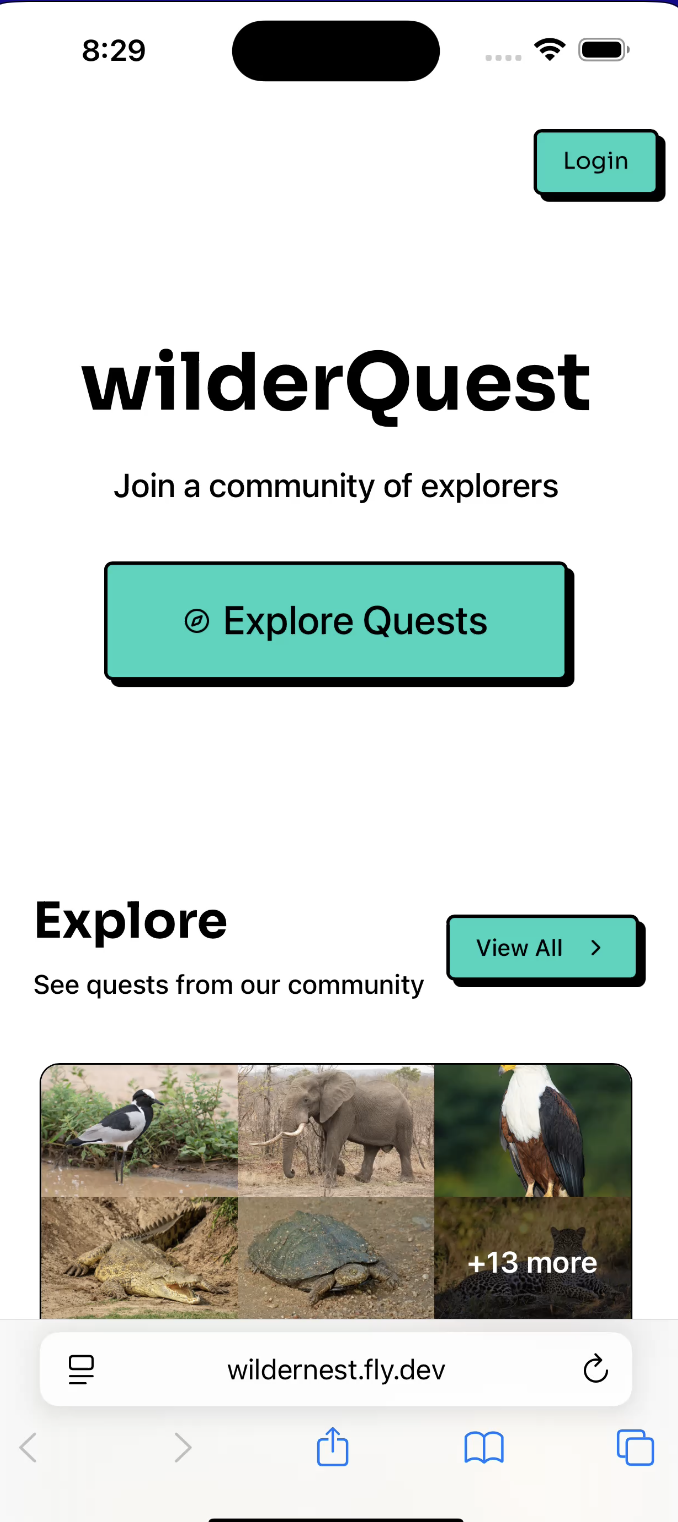 8:29
Login
wilderQuest
Join a community of explorers
Explore Quests
Explore
View All
See quests from our community
+13 more
wildernest.fly.dev